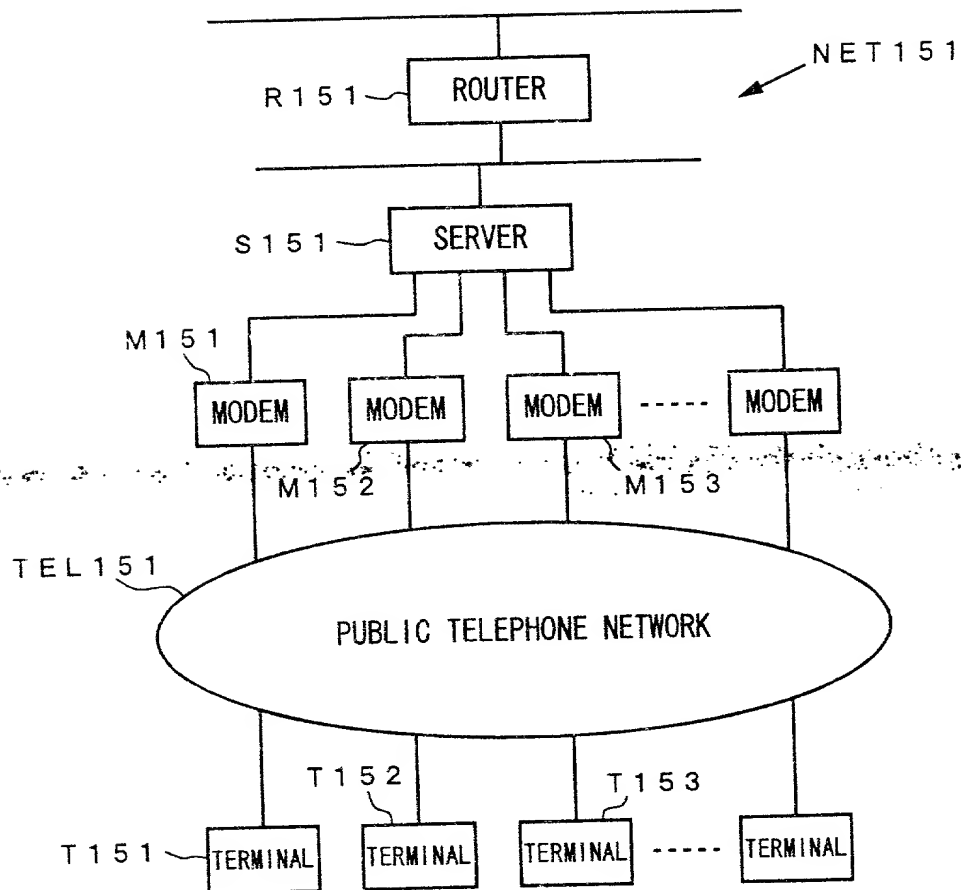 NET151
R151
ROUTER
S151
SERVER
M151
MODEM
MODEM
MODEM
MODEM
M152
M153
TEL151
PUBLIC TELEPHONE NETWORK
T152
T153
T151
TERMINAL
TERMINAL
TERMINAL
TERMINAL